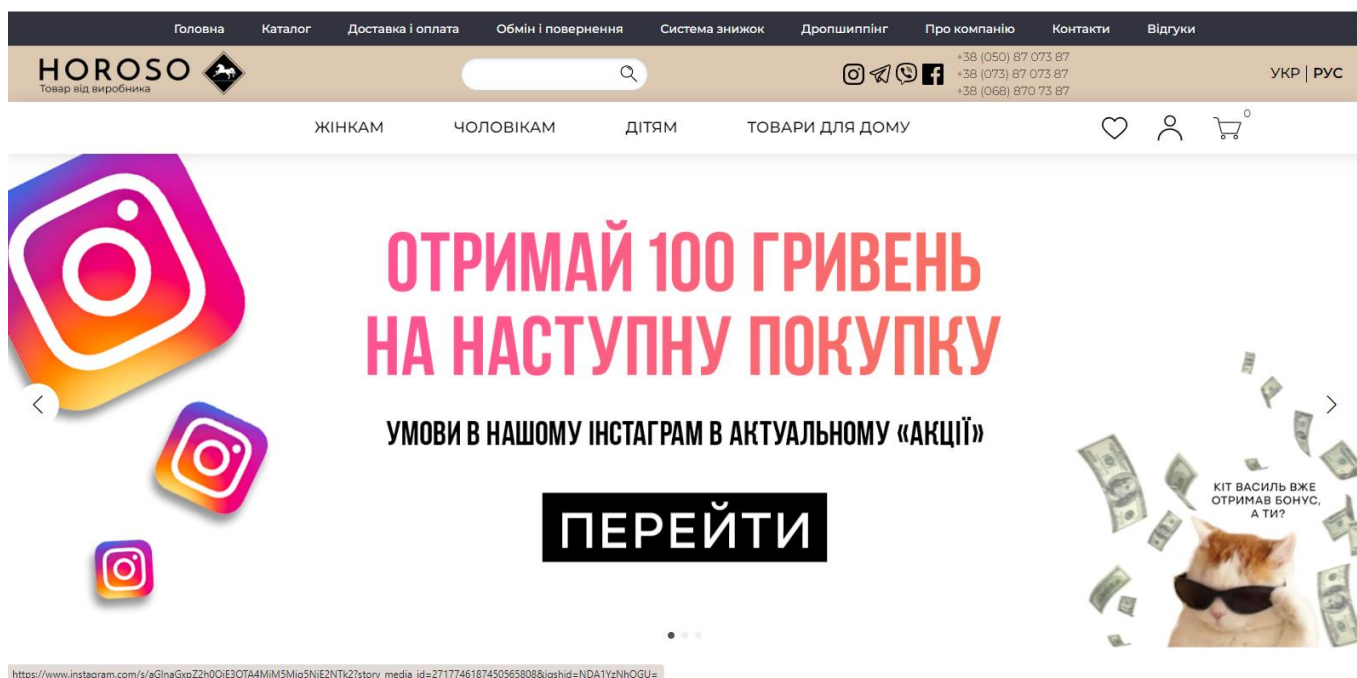 Головна Каталог Доставка і оплата Обмін і повернення Система знижок Дропшиппінг Про компанію Контакти Відгуки
HOROSO
Товар від виробника
+38 (050) 87 073 87
+38 (073) 87 073 87
+38 (068) 870 73 87
УКР | РУС
ЖІНКАМ ЧОЛОВІКАМ ДІТЯМ ТОВАРИ ДЛЯ ДОМУ
0
ОТРИМАЙ 100 ГРИВЕНЬ
НА НАСТУПНУ ПОКУПКУ
УМОВИ В НАШОМУ ІНСТАГРАМ В АКТУАЛЬНОМУ «АКЦІЇ»
ПЕРЕЙТИ
КІТ ВАСИЛЬ ВЖЕ
ОТРИМАВ БОНУС,
А ТИ?